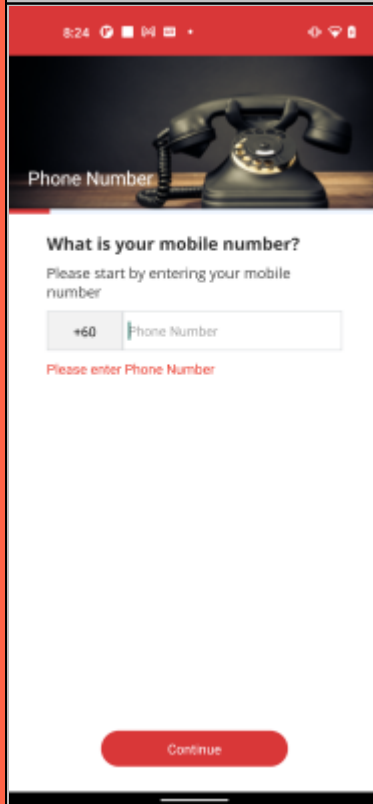 8:24
Phone Number
What is your mobile number?
Please start by entering your mobile
number
+60 Phone Number
Please enter Phone Number
Continue